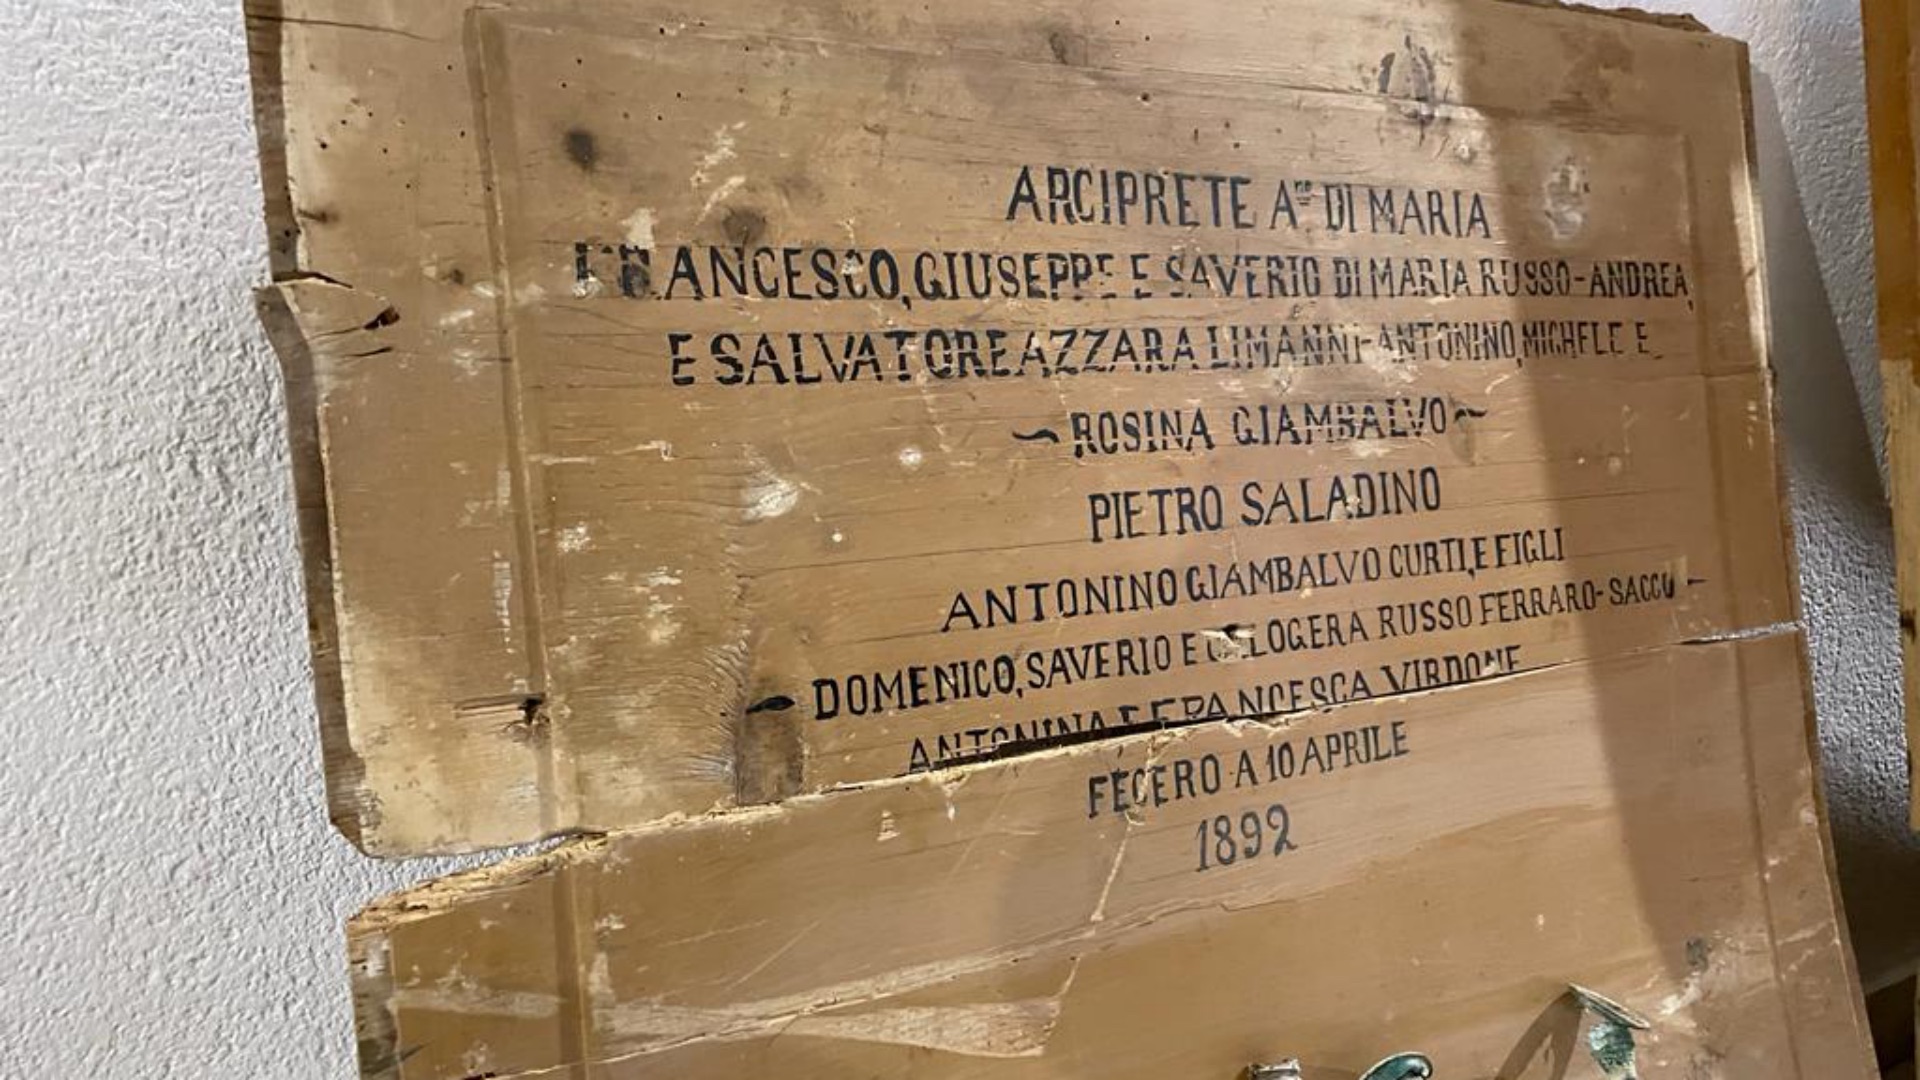 ARCIPRETE A.no DI MARIA
FRANCESCO, GIUSEPPE E SAVERIO DI MARIA RUSSO-ANDREA,
E SALVATORE AZZARA LIMANNI-ANTONINO, MICHELE E
~ROSINA GIAMBALVO~
PIETRO SALADINO
ANTONINO GIAMBALVO CURTI, E FIGLI
- DOMENICO, SAVERIO E CALOGERA RUSSO FERRARO-SACCO -
ANTONINA E FRANCESCA VIRDONE
FECERO A 10 APRILE
1892